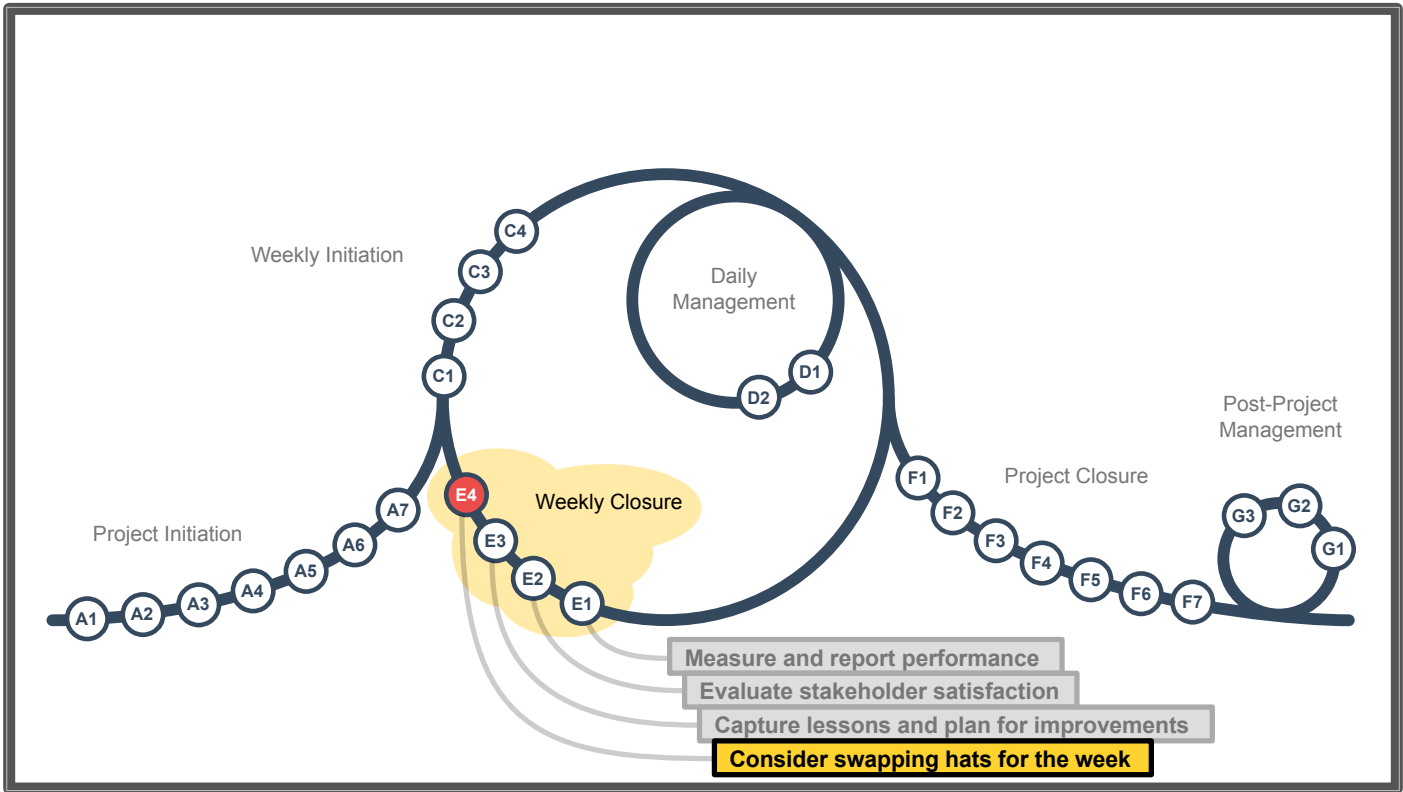 C4
Weekly Initiation
C3
Daily
Management
C2
D1
C1
D2
Post-Project
Management
F1
Project Closure
E4
Weekly Closure
A7
F2
G3
G2
Project Initiation
A6
E3
F3
G1
A5
E2
F4
A4
F5
A3
E1
F6
A2
F7
A1
Measure and report performance
Evaluate stakeholder satisfaction
Capture lessons and plan for improvements
Consider swapping hats for the week